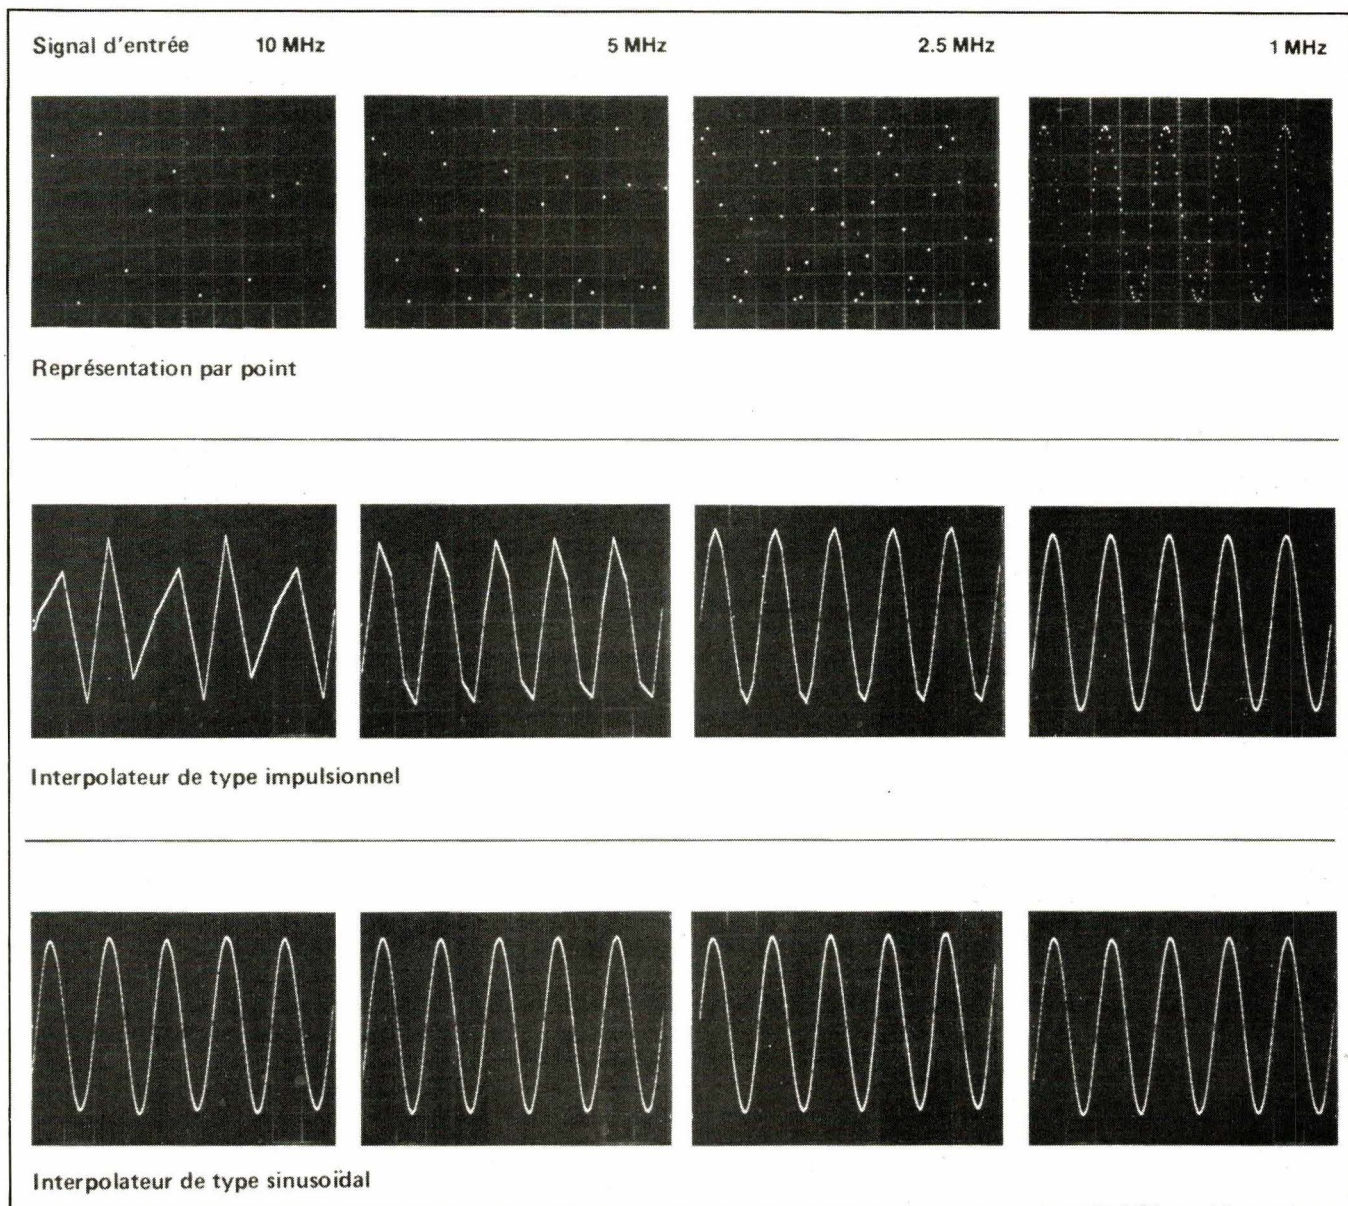 Signal d'entrée 10 MHz 5 MHz 2.5 MHz 1 MHz
Représentation par point
Interpolateur de type impulsionnel
Interpolateur de type sinusoïdal